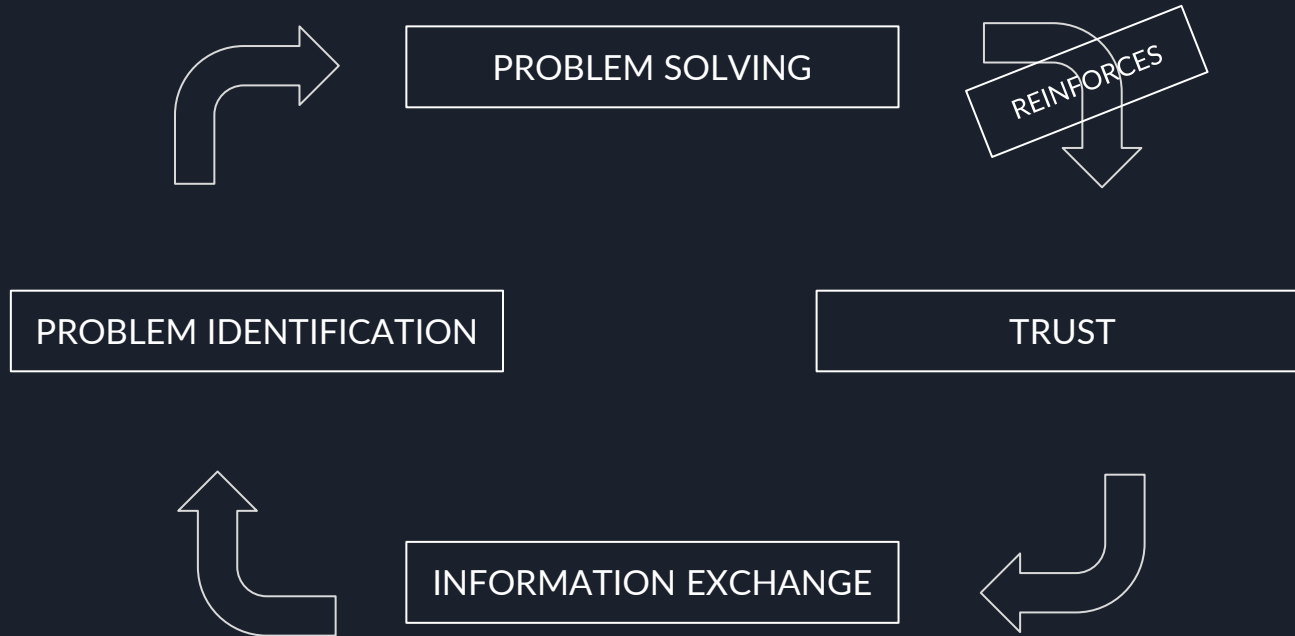 PROBLEM SOLVING
REINFORCES
PROBLEM IDENTIFICATION
TRUST
INFORMATION EXCHANGE